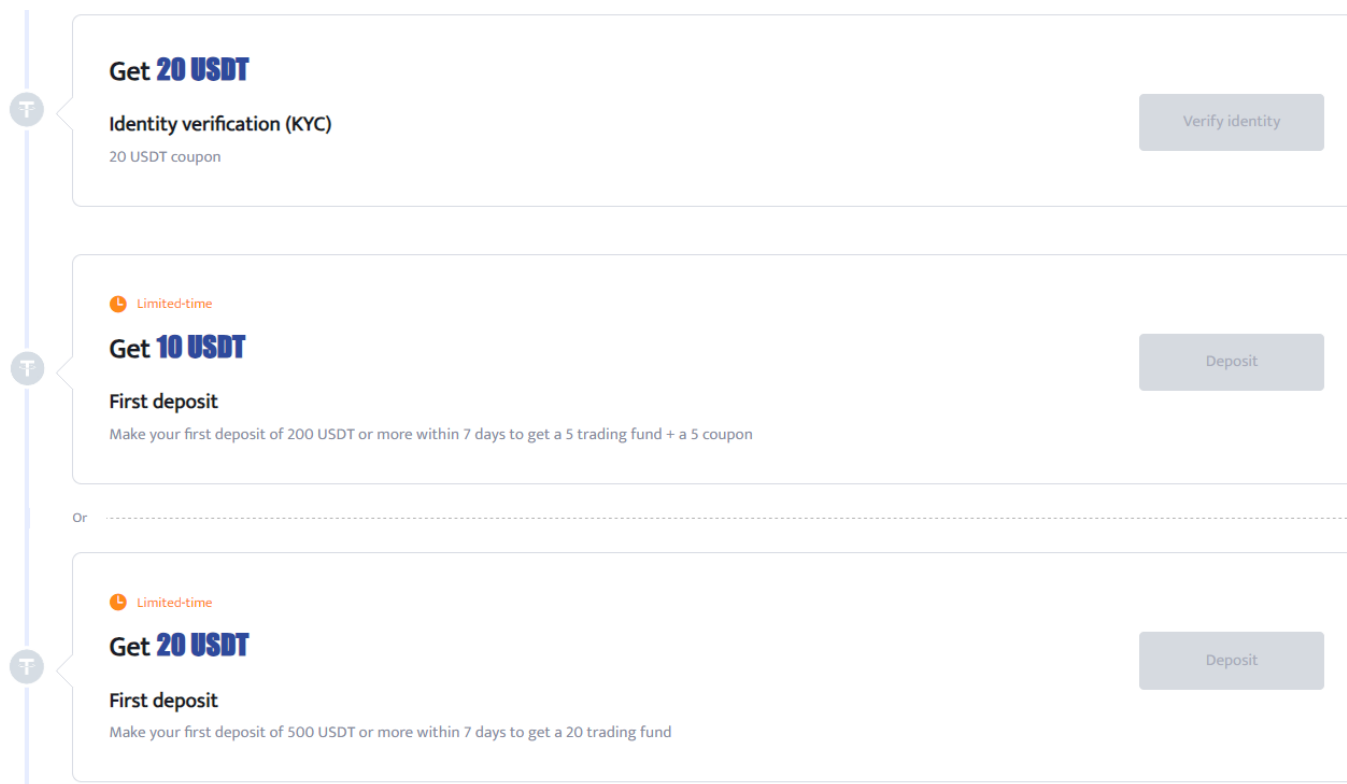 Get 20 USDT
Identity verification (KYC)
20 USDT coupon
Verify identity
Limited-time
Get 10 USDT
First deposit
Make your first deposit of 200 USDT or more within 7 days to get a 5 trading fund + a 5 coupon
Deposit
Or
Limited-time
Get 20 USDT
First deposit
Make your first deposit of 500 USDT or more within 7 days to get a 20 trading fund
Deposit